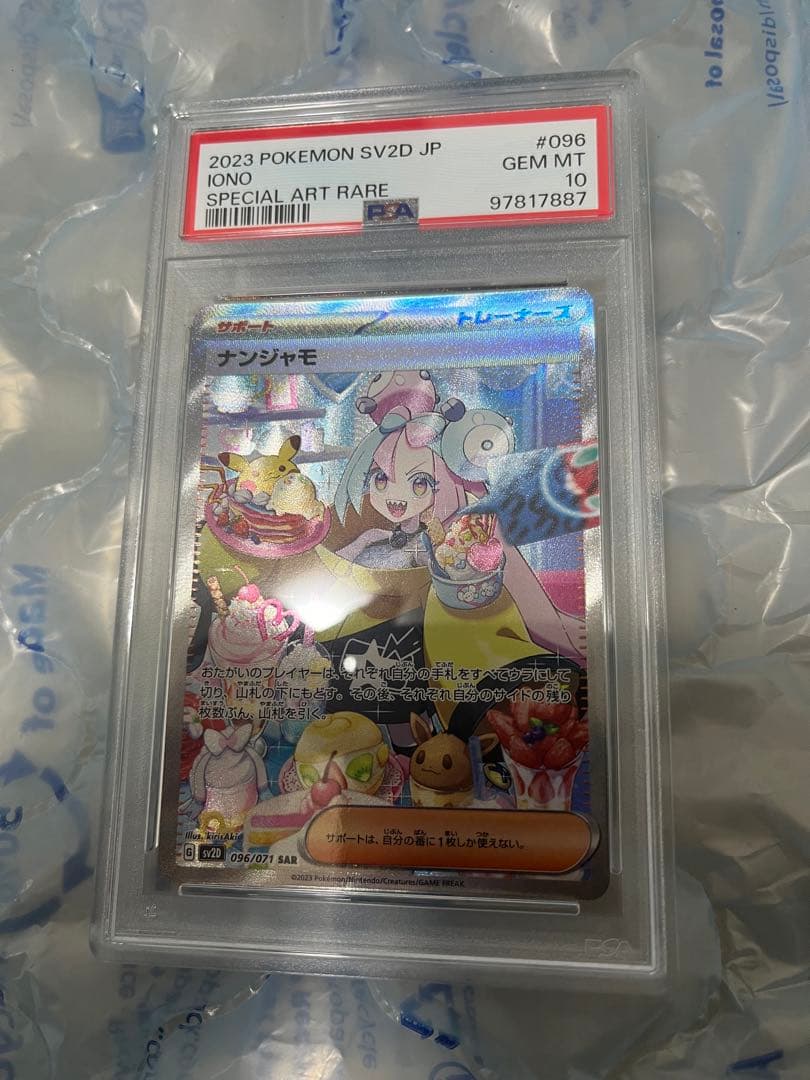 2023 POKEMON SV2D JP #096
IONO GEM MT
SPECIAL ART RARE 10
PSA 97817887
サポート トレーナーズ
ナンジャモ
おたがいのプレイヤーは、それぞれ自分の手札をすべてウラにして
切り、山札の下にもどす。その後、それぞれ自分のサイドの残り
枚数ぶん、山札を引く。
Illus. kirisAki
サポートは、自分の番に1枚しか使えない。
G SV2D 096/071 SAR
©2023 Pokémon/Nintendo/Creatures/GAME FREAK
PSA
Made of
disposal/
posal of